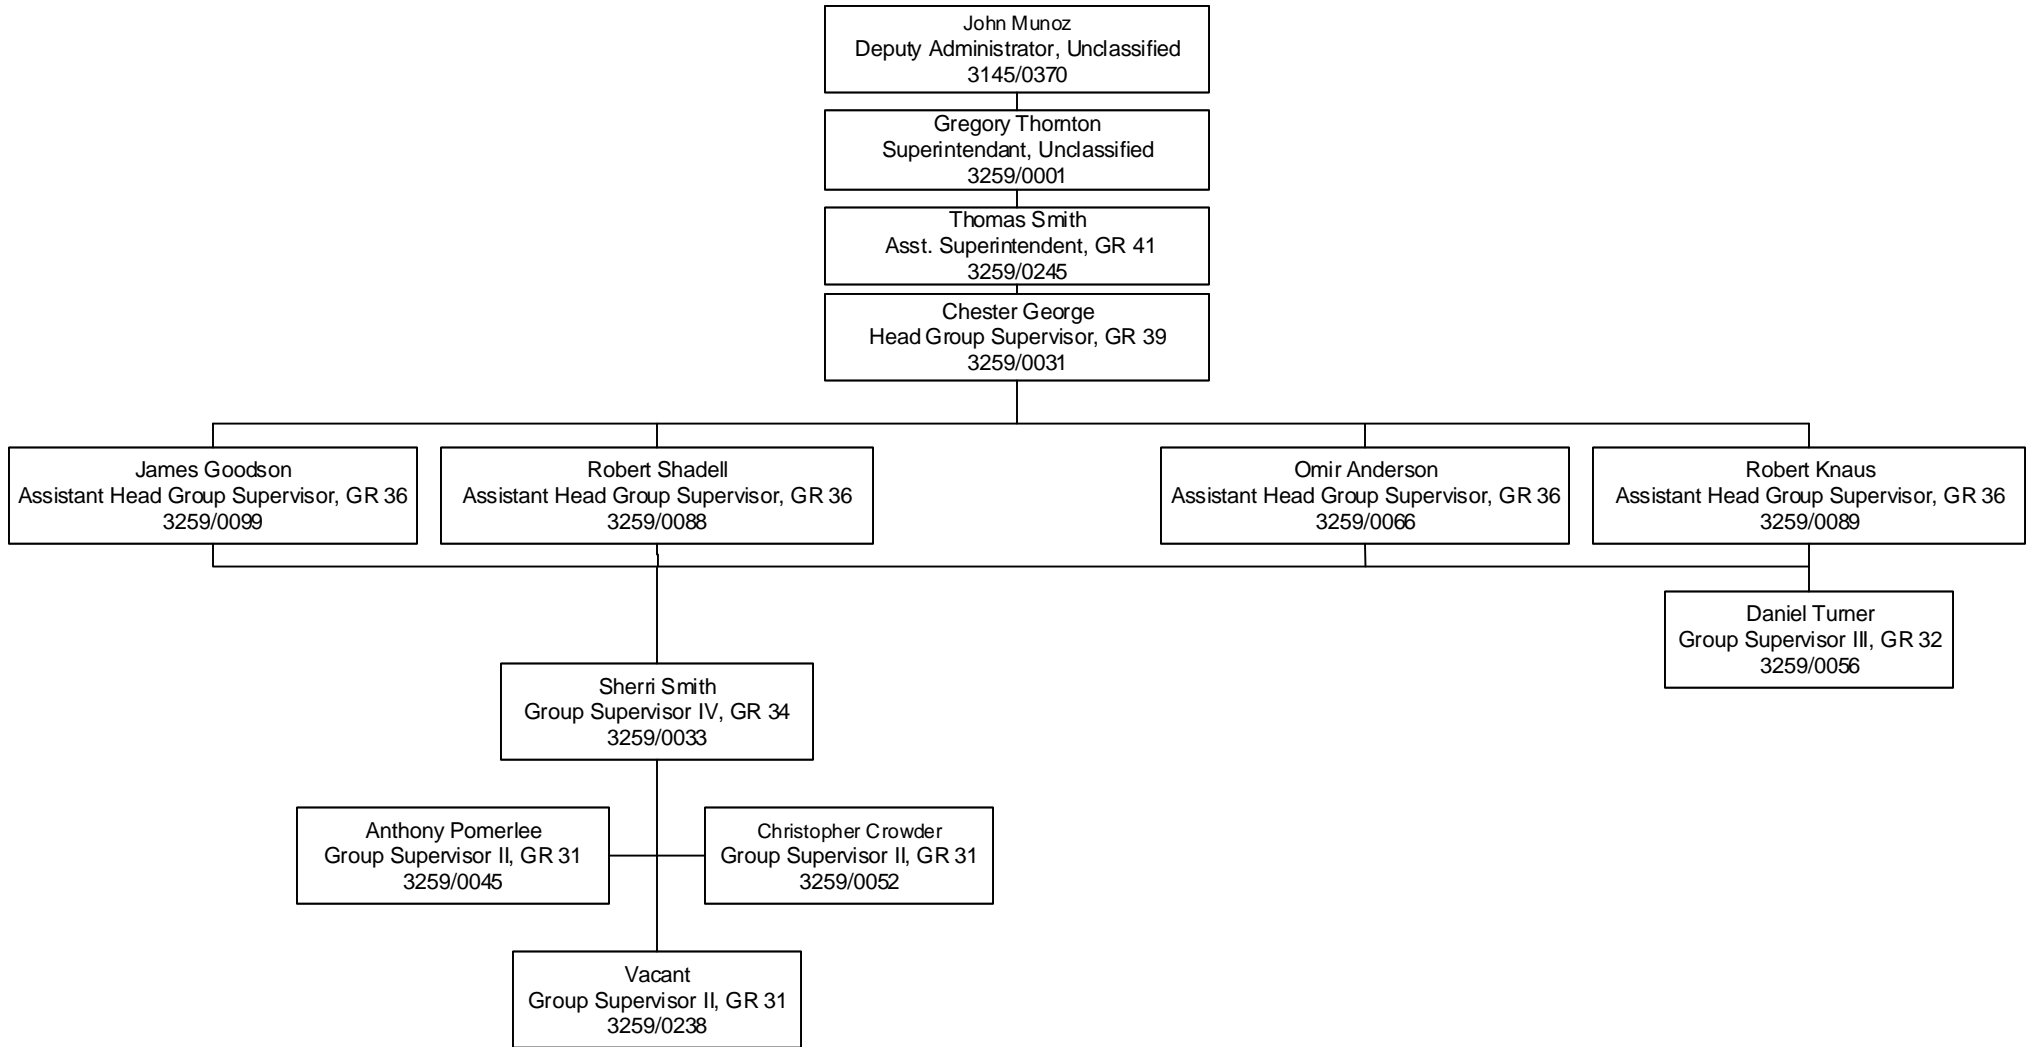 John Munoz
Deputy Administrator, Unclassified
3145/0370
Gregory Thornton
Superintendant, Unclassified
3259/0001
Thomas Smith
Asst. Superintendent, GR 41
3259/0245
Chester George
Head Group Supervisor, GR 39
3259/0031
James Goodson
Assistant Head Group Supervisor, GR 36
3259/0099
Robert Shadell
Assistant Head Group Supervisor, GR 36
3259/0088
Omir Anderson
Assistant Head Group Supervisor, GR 36
3259/0066
Robert Knaus
Assistant Head Group Supervisor, GR 36
3259/0089
Daniel Turner
Group Supervisor III, GR 32
3259/0056
Sherri Smith
Group Supervisor IV, GR 34
3259/0033
Anthony Pomerlee
Group Supervisor II, GR 31
3259/0045
Christopher Crowder
Group Supervisor II, GR 31
3259/0052
Vacant
Group Supervisor II, GR 31
3259/0238